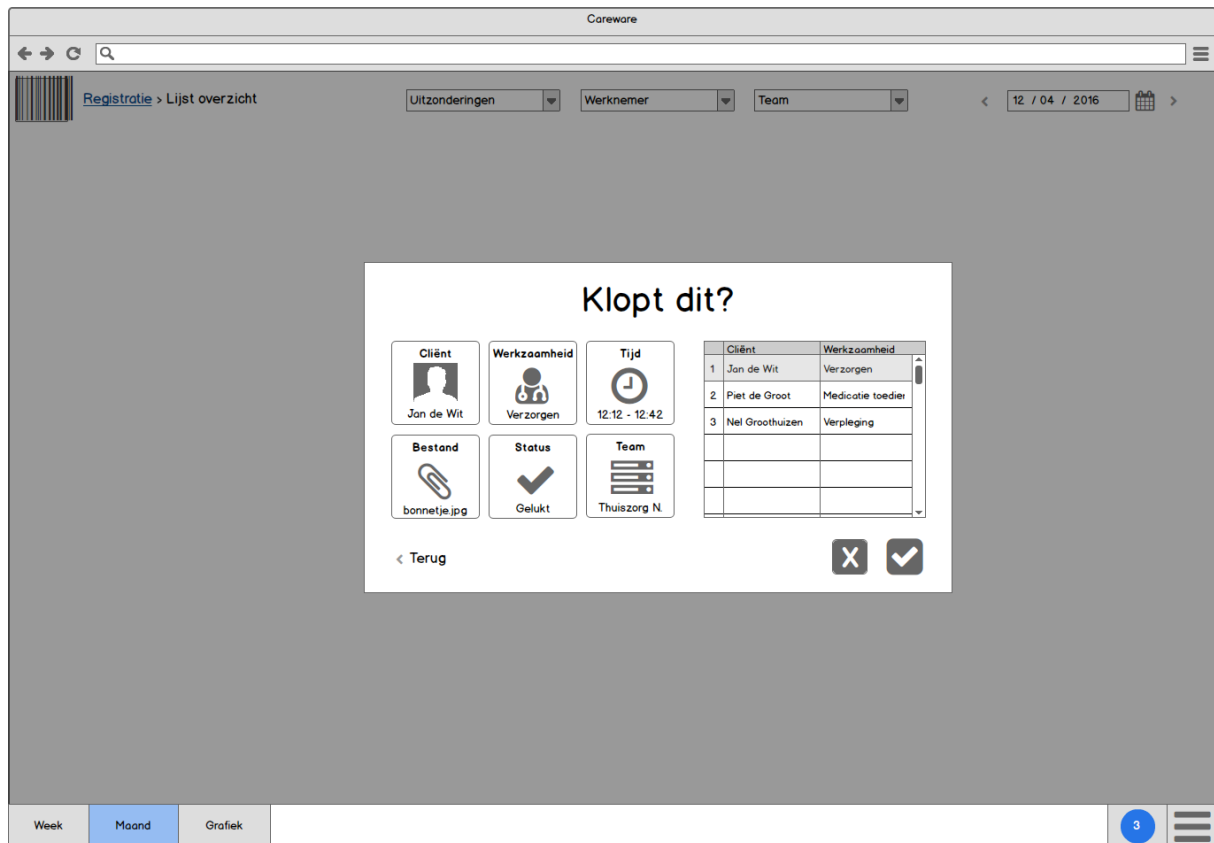 Careware
Registratie > Lijst overzicht
Uitzonderingen
Werknemer
Team
< 12 / 04 / 2016 >
Klopt dit?
Cliënt
Jan de Wit
Werkzaamheid
Verzorgen
Tijd
12:12 - 12:42
Bestand
bonnetje.jpg
Status
Gelukt
Team
Thuiszorg N.
Cliënt Werkzaamheid
1 Jan de Wit Verzorgen
2 Piet de Groot Medicatie toedier
3 Nel Groothuizen Verpleging
< Terug
X
Week
Maand
Grafiek
3